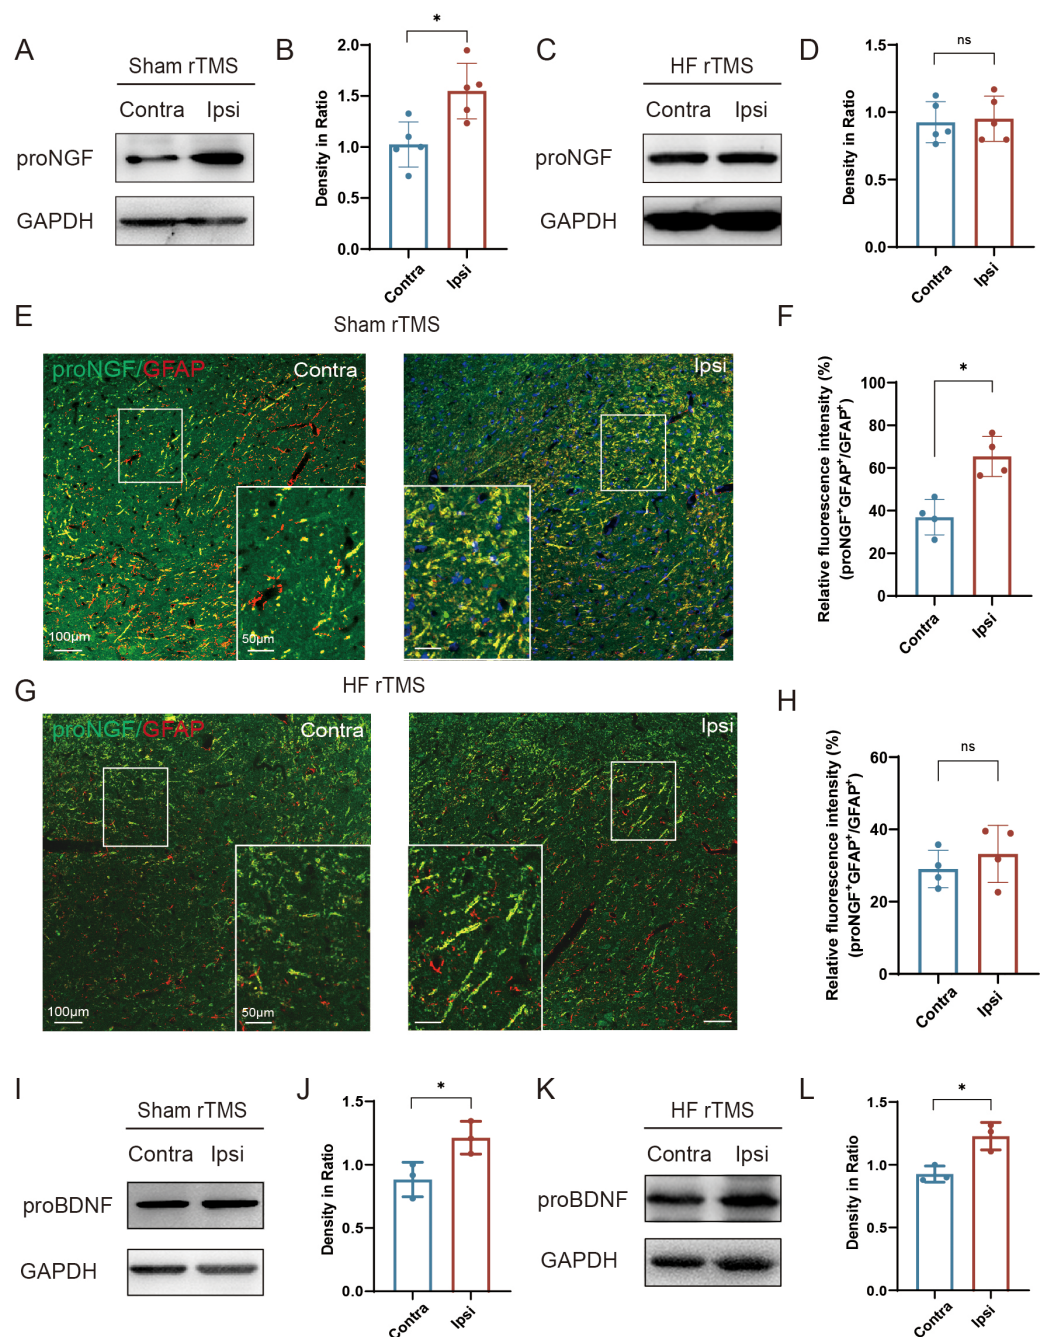 A
Sham rTMS
Contra Ipsi
proNGF
GAPDH
B
*
Density in Ratio
2.0
1.5
1.0
0.5
0.0
Contra
Ipsi
C
HF rTMS
Contra Ipsi
proNGF
GAPDH
D
ns
Density in Ratio
1.5
1.0
0.5
0.0
Contra
Ipsi
E
Sham rTMS
proNGF/GFAP Contra
100μm
50μm
Ipsi
F
*
Relative fluorescence intensity (%)
(proNGF⁺GFAP⁺/GFAP⁺)
100
80
60
40
20
0
Contra
Ipsi
G
HF rTMS
proNGF/GFAP Contra
100μm
50μm
Ipsi
H
ns
Relative fluorescence intensity (%)
(proNGF⁺GFAP⁺/GFAP⁺)
60
40
20
0
Contra
Ipsi
I
Sham rTMS
Contra Ipsi
proBDNF
GAPDH
J
*
Density in Ratio
1.5
1.0
0.5
0.0
Contra
Ipsi
K
HF rTMS
Contra Ipsi
proBDNF
GAPDH
L
*
Density in Ratio
1.5
1.0
0.5
0.0
Contra
Ipsi